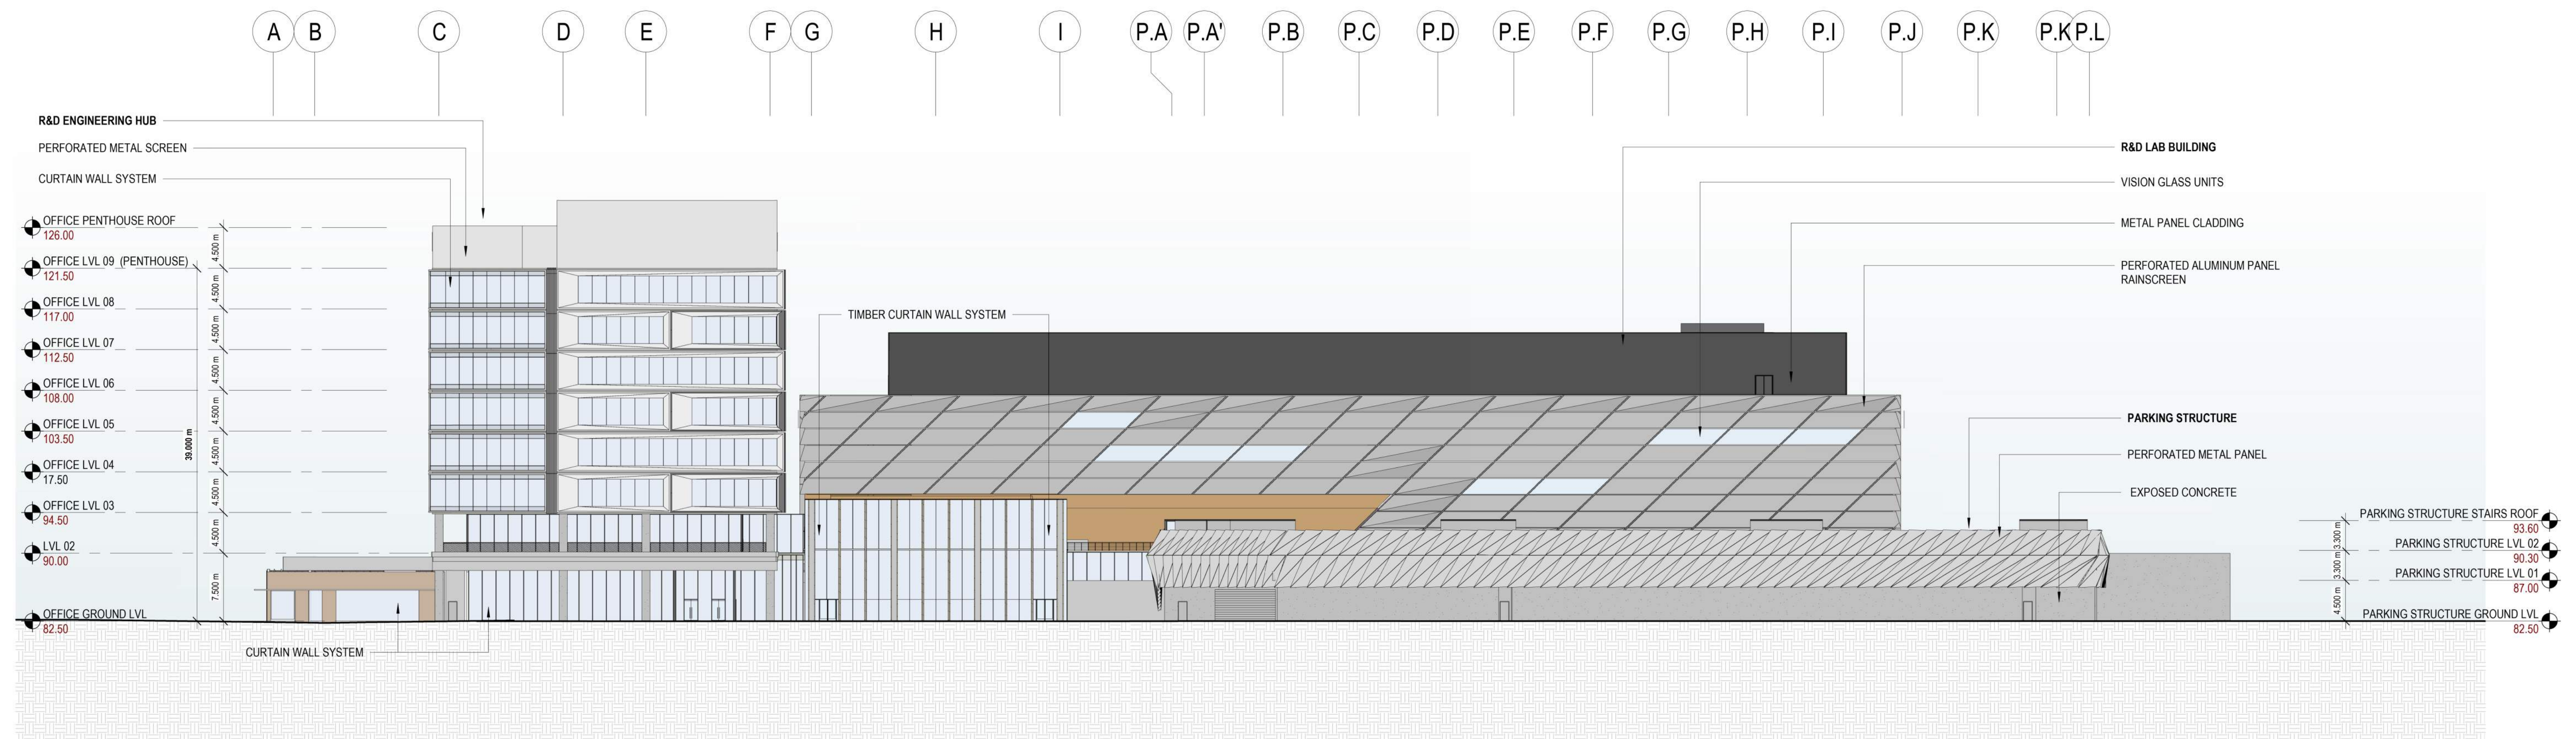 A B C D E F G H I P.A P.A' P.B P.C P.D P.E P.F P.G P.H P.I P.J P.K P.K P.L
R&D ENGINEERING HUB
PERFORATED METAL SCREEN
CURTAIN WALL SYSTEM
OFFICE PENTHOUSE ROOF
126.00
4.500 m
OFFICE LVL 09 (PENTHOUSE)
121.50
4.500 m
OFFICE LVL 08
117.00
4.500 m
OFFICE LVL 07
112.50
4.500 m
OFFICE LVL 06
108.00
4.500 m
OFFICE LVL 05
103.50
39.000 m
4.500 m
OFFICE LVL 04
17.50
4.500 m
OFFICE LVL 03
94.50
4.500 m
LVL 02
90.00
7.500 m
OFFICE GROUND LVL
82.50
CURTAIN WALL SYSTEM
TIMBER CURTAIN WALL SYSTEM
R&D LAB BUILDING
VISION GLASS UNITS
METAL PANEL CLADDING
PERFORATED ALUMINUM PANEL
RAINSCREEN
PARKING STRUCTURE
PERFORATED METAL PANEL
EXPOSED CONCRETE
PARKING STRUCTURE STAIRS ROOF
93.60
3.300 m
PARKING STRUCTURE LVL 02
90.30
3.300 m
PARKING STRUCTURE LVL 01
87.00
4.500 m
PARKING STRUCTURE GROUND LVL
82.50